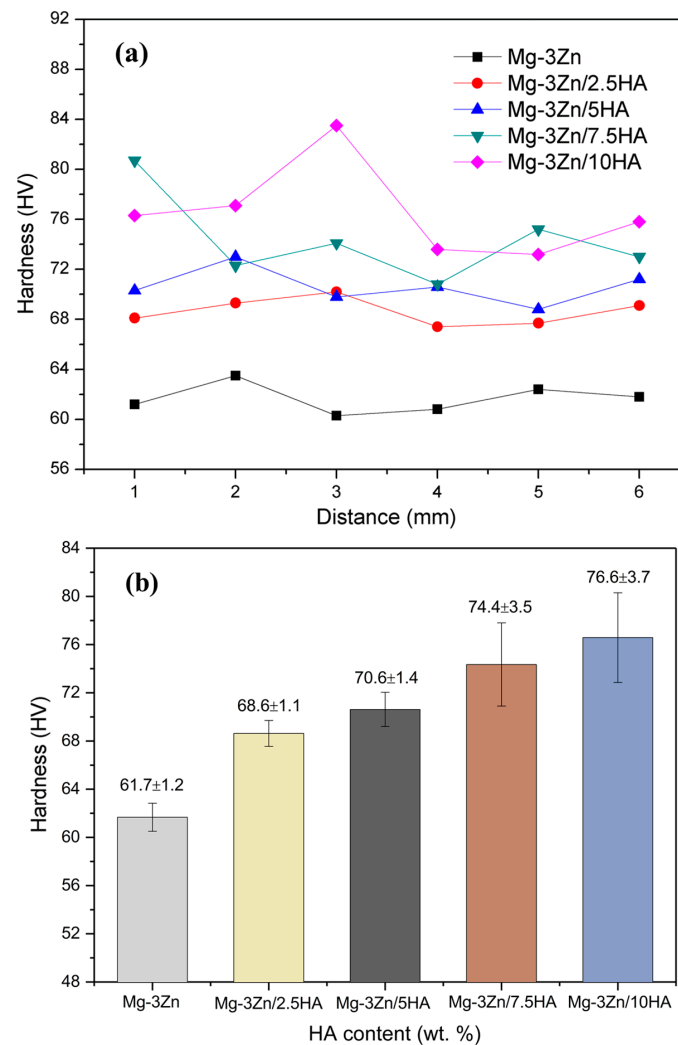 (a)
Mg-3Zn
Mg-3Zn/2.5HA
Mg-3Zn/5HA
Mg-3Zn/7.5HA
Mg-3Zn/10HA
Hardness (HV)
92
88
84
80
76
72
68
64
60
56
1 2 3 4 5 6
Distance (mm)
(b)
Hardness (HV)
84
80
76
72
68
64
60
56
52
48
61.7±1.2
68.6±1.1
70.6±1.4
74.4±3.5
76.6±3.7
Mg-3Zn Mg-3Zn/2.5HA Mg-3Zn/5HA Mg-3Zn/7.5HA Mg-3Zn/10HA
HA content (wt. %)